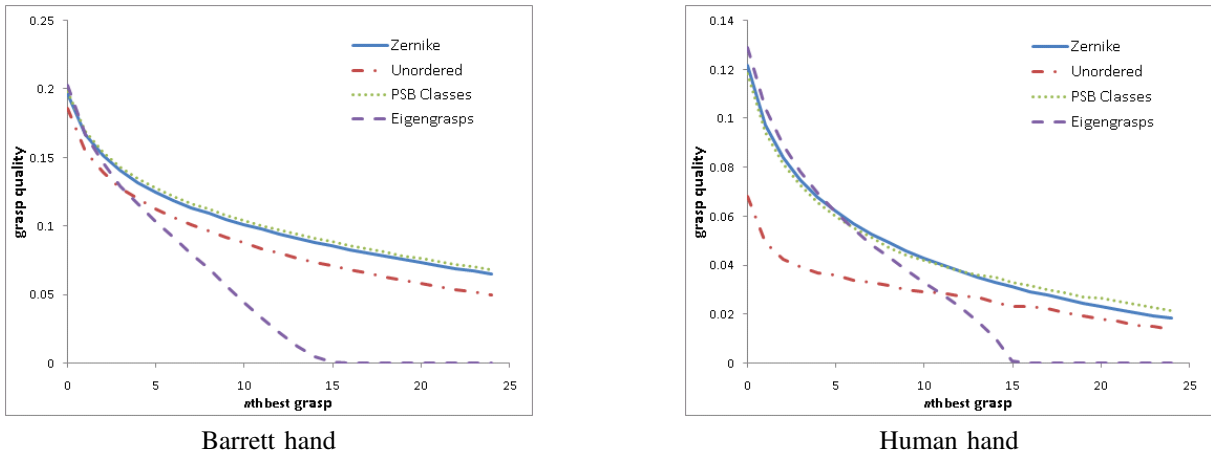 0.25
0.2
0.15
0.1
0.05
0
grasp quality
Zernike
Unordered
PSB Classes
Eigengrasps
0 5 10 15 20 25
nth best grasp
Barrett hand
0.14
0.12
0.1
0.08
0.06
0.04
0.02
0
grasp quality
Zernike
Unordered
PSB Classes
Eigengrasps
0 5 10 15 20 25
nth best grasp
Human hand